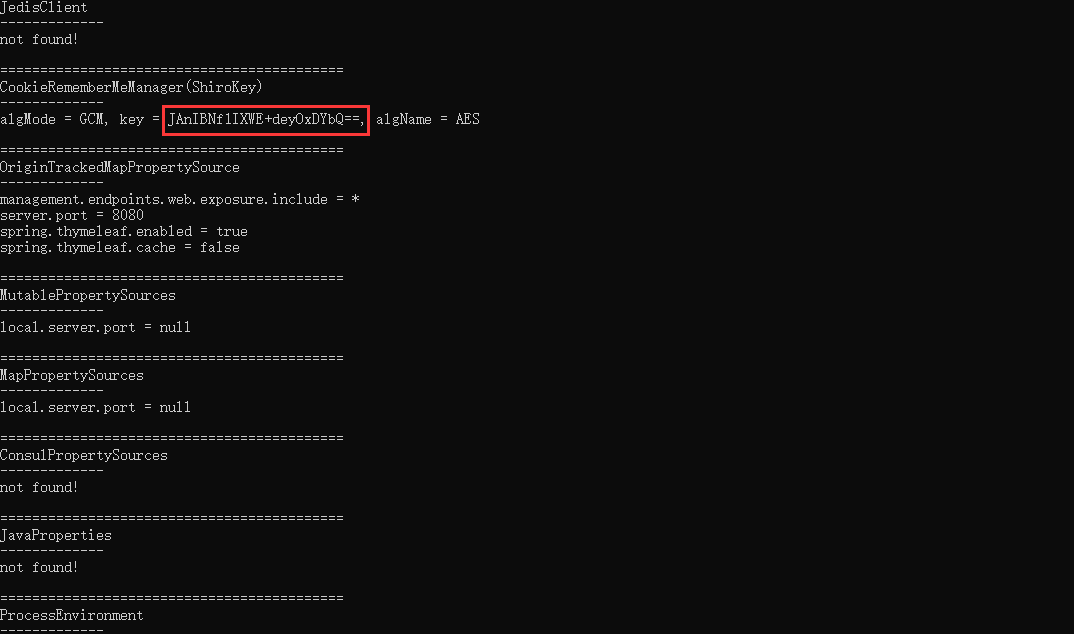 JedisClient
-------------
not found!
===========================================
CookieRememberMeManager(ShiroKey)
-------------
algMode = GCM, key = JAnIBNf1IXWE+deyOxDYbQ==, algName = AES
===========================================
OriginTrackedMapPropertySource
-------------
management.endpoints.web.exposure.include = *
server.port = 8080
spring.thymeleaf.enabled = true
spring.thymeleaf.cache = false
===========================================
MutablePropertySources
-------------
local.server.port = null
===========================================
MapPropertySources
-------------
local.server.port = null
===========================================
ConsulPropertySources
-------------
not found!
===========================================
JavaProperties
-------------
not found!
===========================================
ProcessEnvironment
-------------